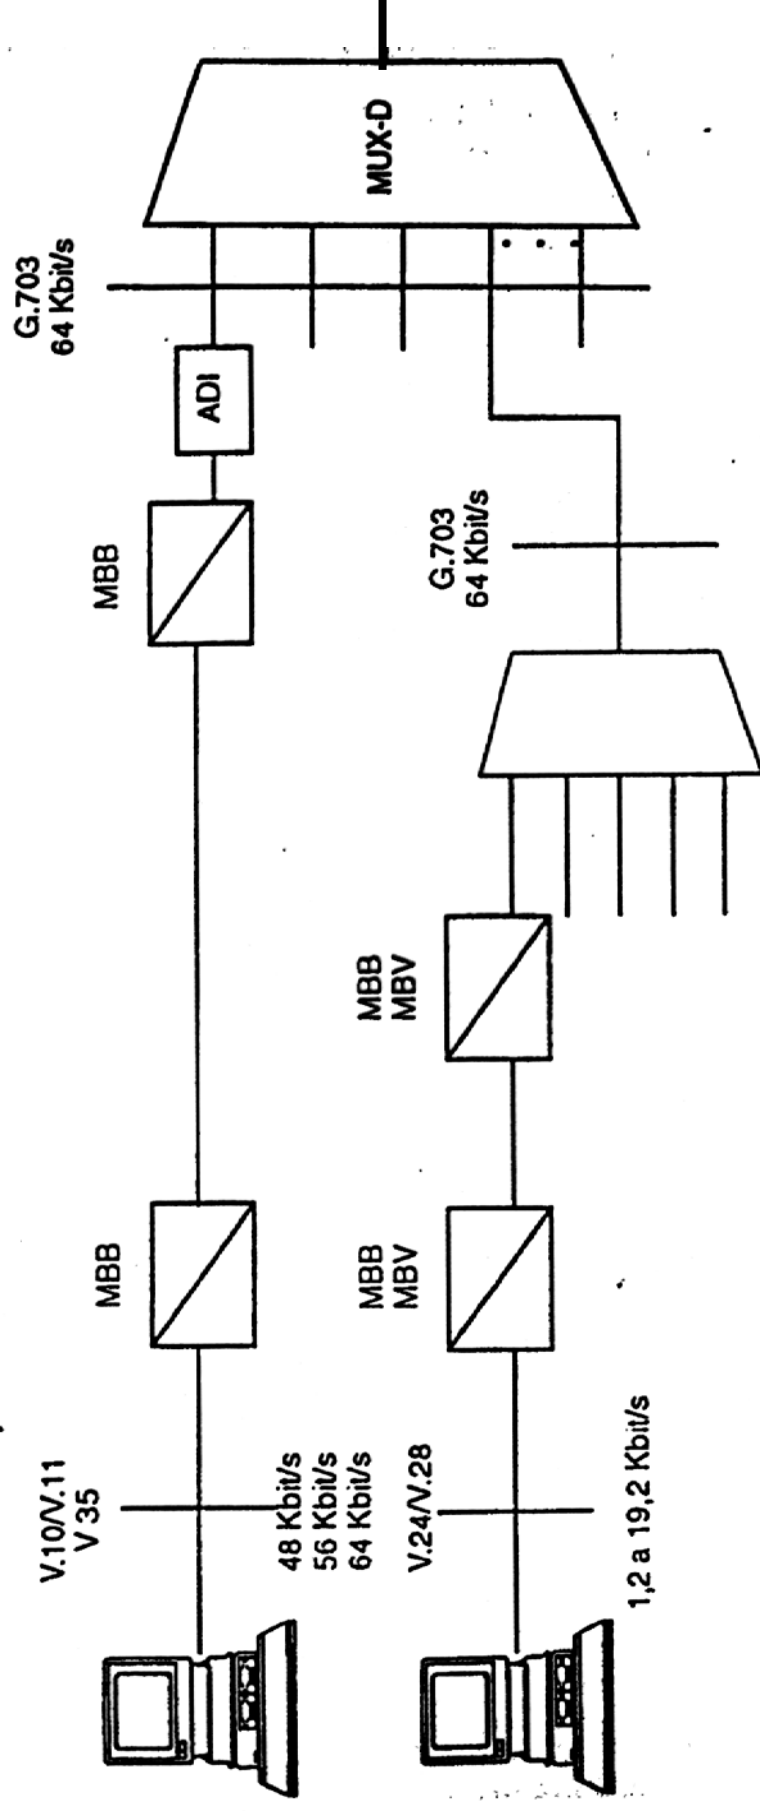 V.10/V.11
V 35
48 Kbit/s
56 Kbit/s
64 Kbit/s
MBB
MBB
ADI
G.703
64 Kbit/s
MUX-D
V.24/V.28
1,2 a 19,2 Kbit/s
MBB
MBV
MBB
MBV
G.703
64 Kbit/s